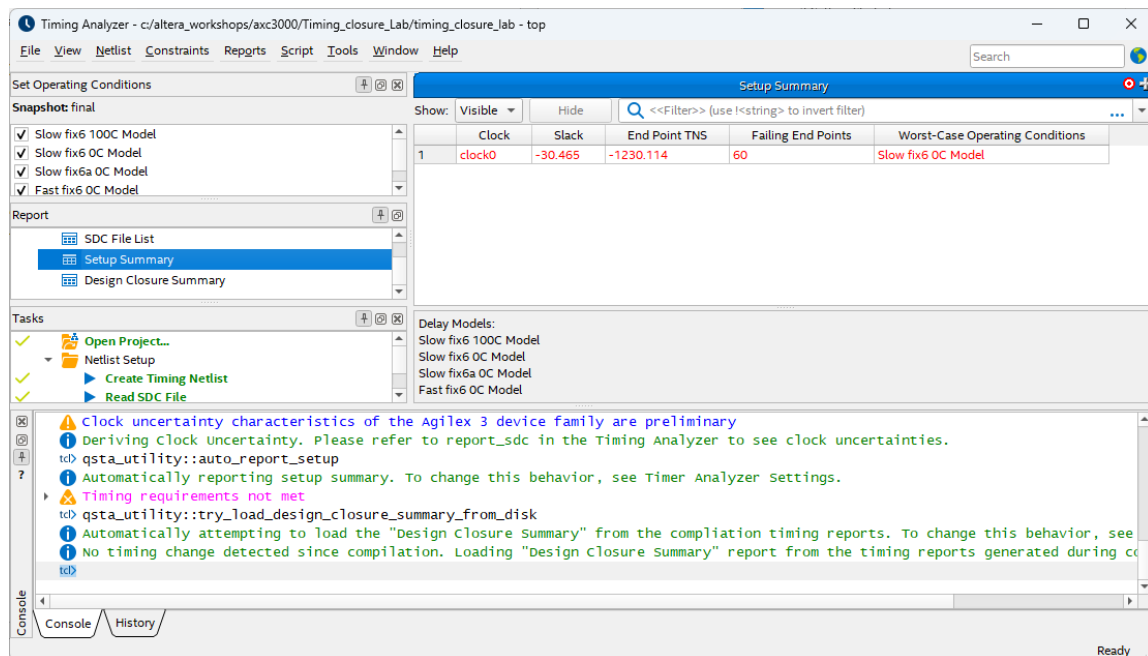 Timing Analyzer - c:/altera_workshops/axc3000/Timing_closure_Lab/timing_closure_lab - top
File View Netlist Constraints Reports Script Tools Window Help
Search
Set Operating Conditions
Snapshot: final
Slow fix6 100C Model
Slow fix6 0C Model
Slow fix6a 0C Model
Fast fix6 0C Model
Report
SDC File List
Setup Summary
Design Closure Summary
Tasks
Open Project...
Netlist Setup
Create Timing Netlist
Read SDC File
Setup Summary
Show: Visible Hide <<Filter>> (use !<string> to invert filter) ...
Clock Slack End Point TNS Failing End Points Worst-Case Operating Conditions
1 clock0 -30.465 -1230.114 60 Slow fix6 0C Model
Delay Models:
Slow fix6 100C Model
Slow fix6 0C Model
Slow fix6a 0C Model
Fast fix6 0C Model
Clock uncertainty characteristics of the Agilex 3 device family are preliminary
Deriving Clock Uncertainty. Please refer to report_sdc in the Timing Analyzer to see clock uncertainties.
tcl> qsta_utility::auto_report_setup
Automatically reporting setup summary. To change this behavior, see Timer Analyzer Settings.
Timing requirements not met
tcl> qsta_utility::try_load_design_closure_summary_from_disk
Automatically attempting to load the "Design Closure Summary" from the compliation timing reports. To change this behavior, see
No timing change detected since compilation. Loading "Design Closure Summary" report from the timing reports generated during co
tcl>
Console
Console History
Ready